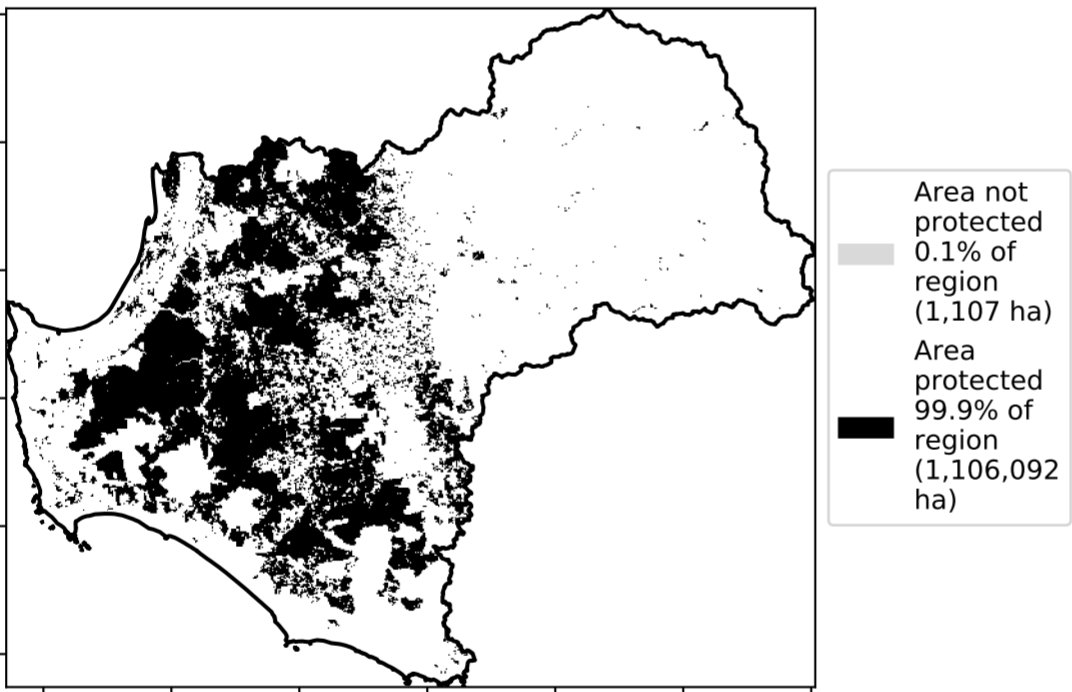 Area not
protected
0.1% of
region
(1,107 ha)
Area
protected
99.9% of
region
(1,106,092
ha)